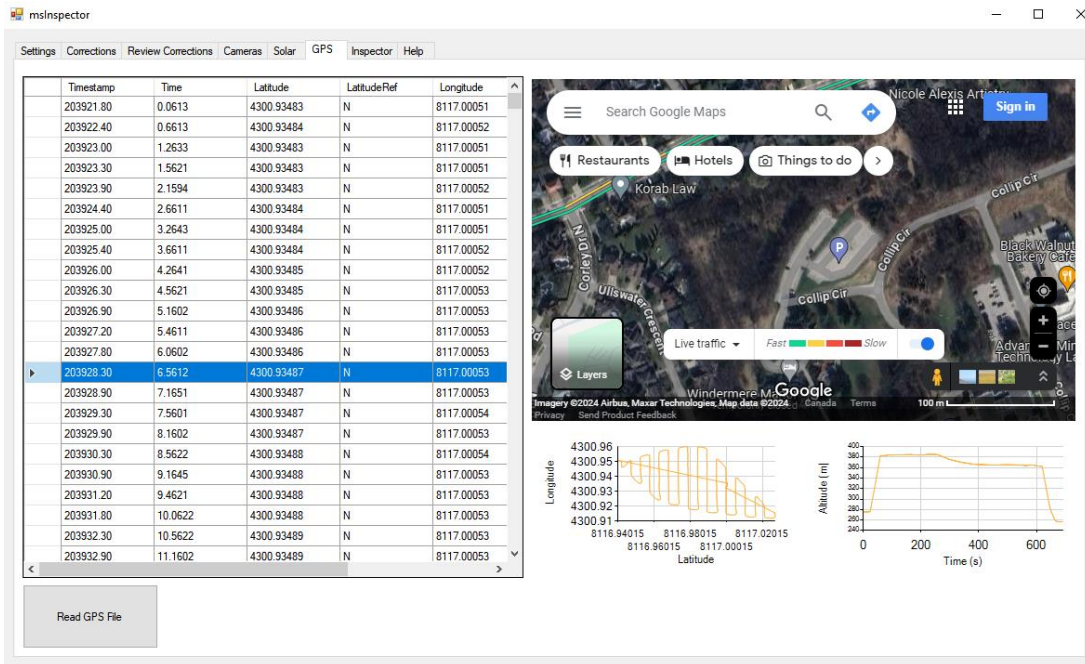 msInspector
Settings Corrections Review Corrections Cameras Solar GPS Inspector Help
Timestamp Time Latitude LatitudeRef Longitude
203921.80 0.0613 4300.93483 N 8117.00051
203922.40 0.6613 4300.93484 N 8117.00052
203923.00 1.2633 4300.93483 N 8117.00051
203923.30 1.5621 4300.93483 N 8117.00051
203923.90 2.1594 4300.93483 N 8117.00052
203924.40 2.6611 4300.93484 N 8117.00051
203925.00 3.2643 4300.93484 N 8117.00051
203925.40 3.6611 4300.93484 N 8117.00052
203926.00 4.2641 4300.93485 N 8117.00052
203926.30 4.5621 4300.93485 N 8117.00053
203926.90 5.1602 4300.93486 N 8117.00053
203927.20 5.4611 4300.93486 N 8117.00053
203927.80 6.0602 4300.93486 N 8117.00053
203928.30 6.5612 4300.93487 N 8117.00053
203928.90 7.1651 4300.93487 N 8117.00053
203929.30 7.5601 4300.93487 N 8117.00054
203929.90 8.1602 4300.93487 N 8117.00053
203930.30 8.5622 4300.93488 N 8117.00054
203930.90 9.1645 4300.93488 N 8117.00053
203931.20 9.4621 4300.93488 N 8117.00053
203931.80 10.0622 4300.93488 N 8117.00053
203932.30 10.5622 4300.93489 N 8117.00053
203932.90 11.1602 4300.93489 N 8117.00053
Read GPS File
Nicole Alexis Artistry
Search Google Maps
Sign in
Restaurants Hotels Things to do
Korab Law
Collip Cir
P
Black Walnut
Bakery Cafe
Corley Dr
Collip Cir
Ullswater Crescent
Collip Cir
Live traffic Fast Slow
Layers
Windermere
Google
Imagery ©2024 Airbus, Maxar Technologies, Map data ©2024 Canada Terms 100 m
Privacy Send Product Feedback
Longitude
4300.96
4300.95
4300.94
4300.93
4300.92
4300.91
8116.94015 8116.98015 8117.02015
8116.96015 8117.00015
Latitude
Altitude (m)
400
380
360
340
320
300
280
260
240
0 200 400 600
Time (s)